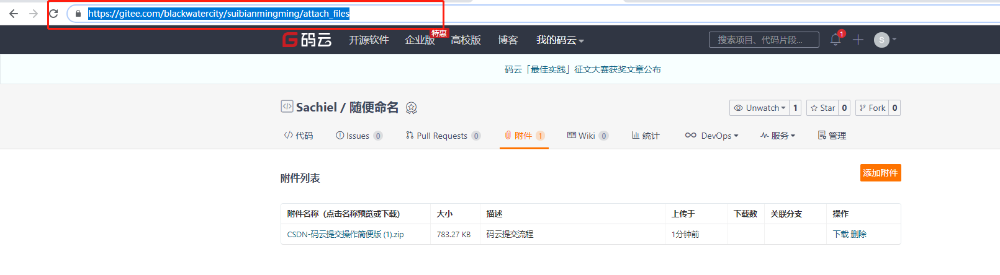 https://gitee.com/blackwatercity/suibianmingming/attach_files
码云 开源软件 企业版 特惠 高校版 博客 我的码云 搜索项目、代码片段... 1 S
码云「最佳实践」征文大赛获奖文章公布
Sachiel / 随便命名 Unwatch 1 Star 0 Fork 0
代码 Issues 0 Pull Requests 0 附件 1 Wiki 0 统计 DevOps 服务 管理
附件列表 添加附件
附件名称（点击名称预览或下载） 大小 描述 上传于 下载数 关联分支 操作
CSDN-码云提交操作简便版 (1).zip 783.27 KB 码云提交流程 1分钟前 下载 删除